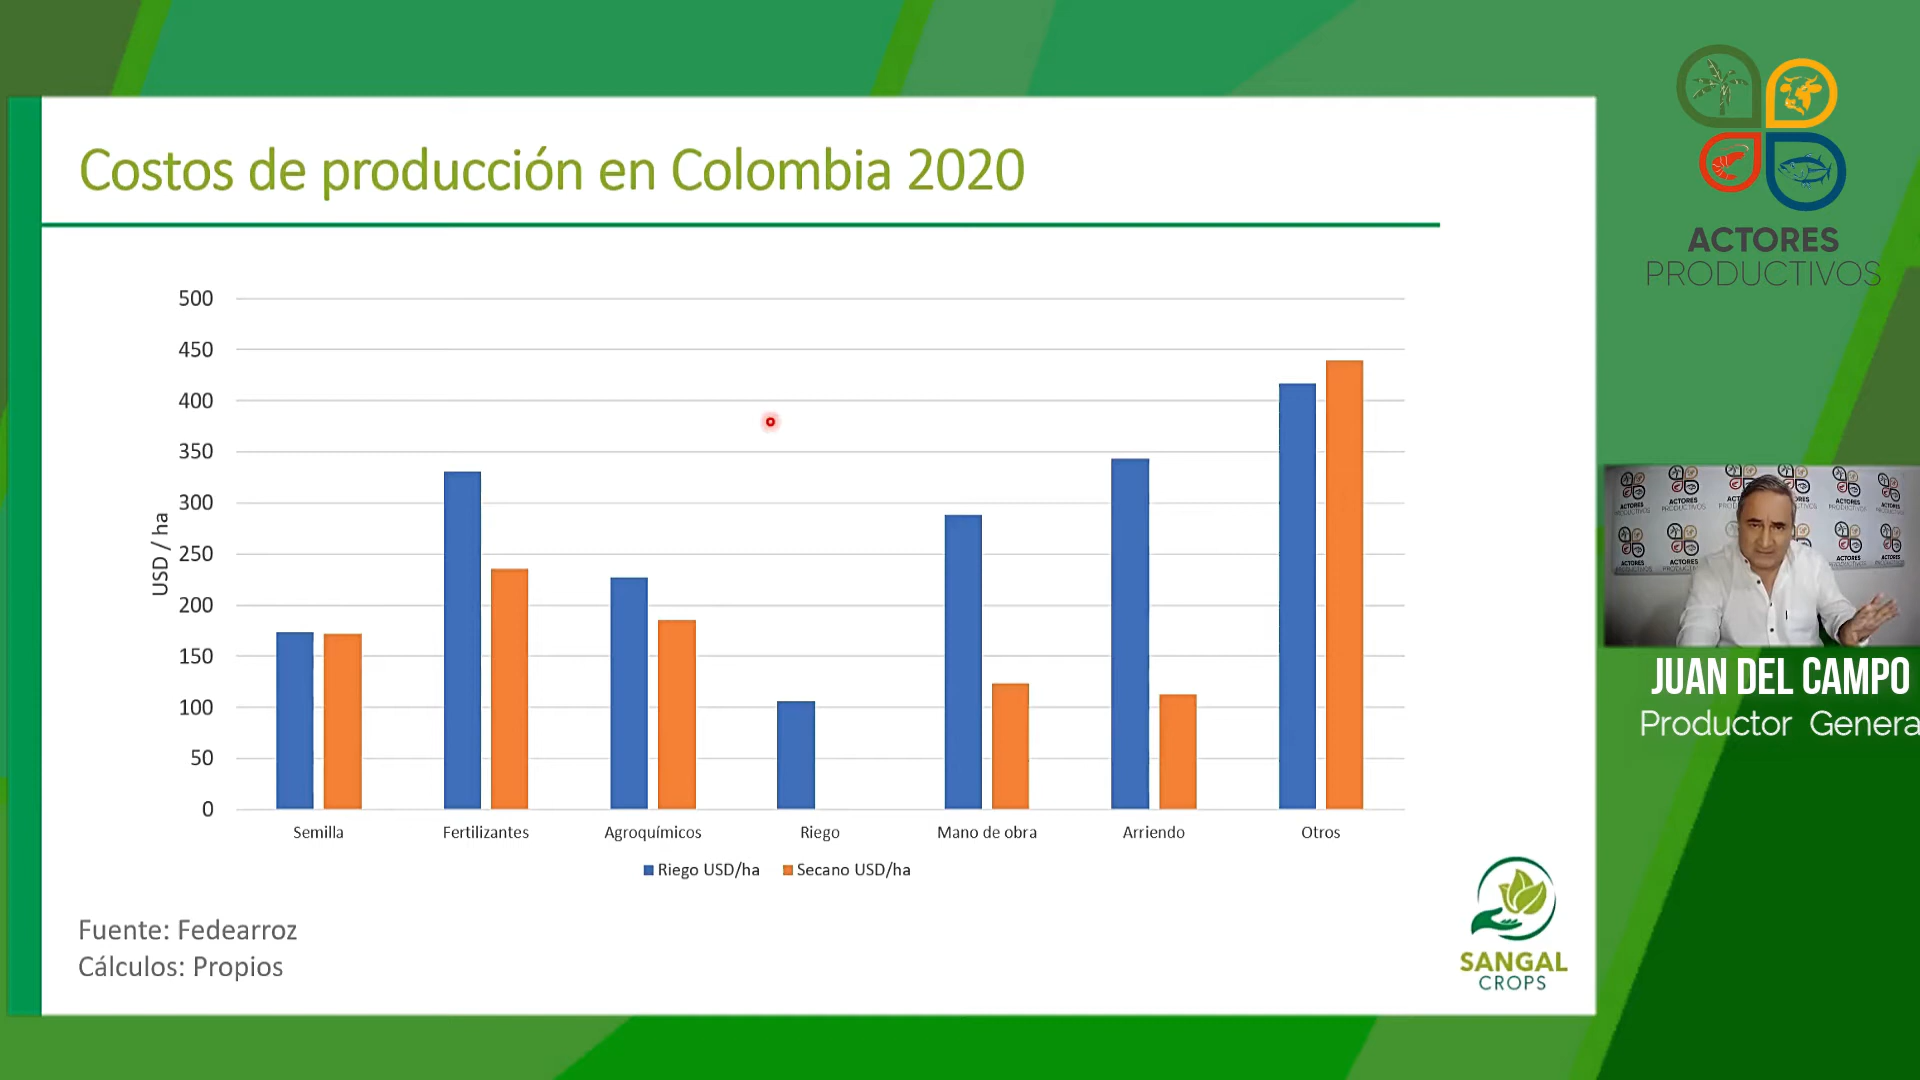 Costos de producción en Colombia 2020
500
450
400
350
300
250
200
150
100
50
0
USD / ha
Semilla Fertilizantes Agroquímicos Riego Mano de obra Arriendo Otros
Riego USD/ha Secano USD/ha
Fuente: Fedearroz
Cálculos: Propios
SANGAL
CROPS
ACTORES
PRODUCTIVOS
JUAN DEL CAMPO
Productor Genera